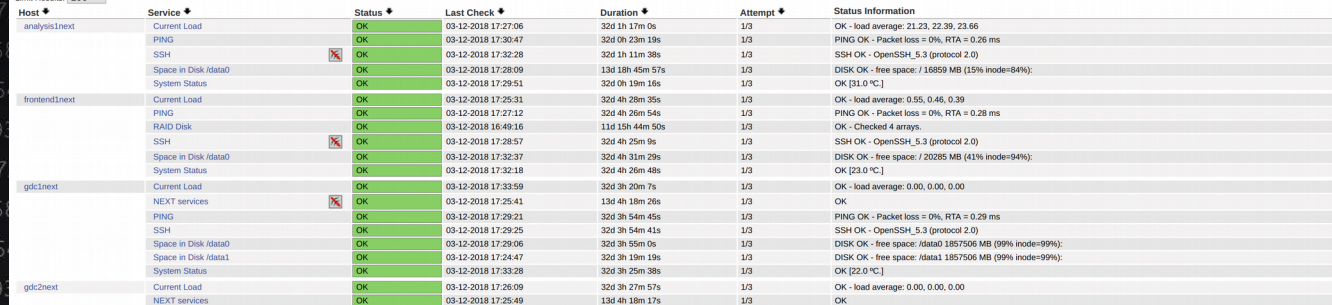 Host Service Status Last Check Duration Attempt Status Information
analysis1next Current Load OK 03-12-2018 17:27:06 32d 1h 17m 0s 1/3 OK - load average: 21.23, 22.39, 23.66
PING OK 03-12-2018 17:30:47 32d 0h 23m 19s 1/3 PING OK - Packet loss = 0%, RTA = 0.26 ms
SSH OK 03-12-2018 17:32:28 32d 1h 11m 38s 1/3 SSH OK - OpenSSH_5.3 (protocol 2.0)
Space in Disk /data0 OK 03-12-2018 17:28:09 13d 18h 45m 57s 1/3 DISK OK - free space: / 16859 MB (15% inode=84%):
System Status OK 03-12-2018 17:29:51 32d 0h 19m 16s 1/3 OK [31.0 ºC.]
frontend1next Current Load OK 03-12-2018 17:25:31 32d 4h 28m 35s 1/3 OK - load average: 0.55, 0.46, 0.39
PING OK 03-12-2018 17:27:12 32d 4h 26m 54s 1/3 PING OK - Packet loss = 0%, RTA = 0.28 ms
RAID Disk OK 03-12-2018 16:49:16 11d 15h 44m 50s 1/3 OK - Checked 4 arrays.
SSH OK 03-12-2018 17:28:57 32d 4h 25m 9s 1/3 SSH OK - OpenSSH_5.3 (protocol 2.0)
Space in Disk /data0 OK 03-12-2018 17:32:37 32d 4h 31m 29s 1/3 DISK OK - free space: / 20285 MB (41% inode=94%):
System Status OK 03-12-2018 17:32:18 32d 4h 26m 48s 1/3 OK [23.0 ºC.]
gdc1next Current Load OK 03-12-2018 17:33:59 32d 3h 20m 7s 1/3 OK - load average: 0.00, 0.00, 0.00
NEXT services OK 03-12-2018 17:25:41 13d 4h 18m 26s 1/3 OK
PING OK 03-12-2018 17:29:21 32d 3h 54m 45s 1/3 PING OK - Packet loss = 0%, RTA = 0.29 ms
SSH OK 03-12-2018 17:29:25 32d 3h 54m 41s 1/3 SSH OK - OpenSSH_5.3 (protocol 2.0)
Space in Disk /data0 OK 03-12-2018 17:29:06 32d 3h 55m 0s 1/3 DISK OK - free space: /data0 1857506 MB (99% inode=99%):
Space in Disk /data1 OK 03-12-2018 17:24:47 32d 3h 19m 19s 1/3 DISK OK - free space: /data1 1857506 MB (99% inode=99%):
System Status OK 03-12-2018 17:33:28 32d 3h 25m 38s 1/3 OK [22.0 ºC.]
gdc2next Current Load OK 03-12-2018 17:26:09 32d 3h 27m 57s 1/3 OK - load average: 0.00, 0.00, 0.00
NEXT services OK 03-12-2018 17:25:49 13d 4h 18m 17s 1/3 OK